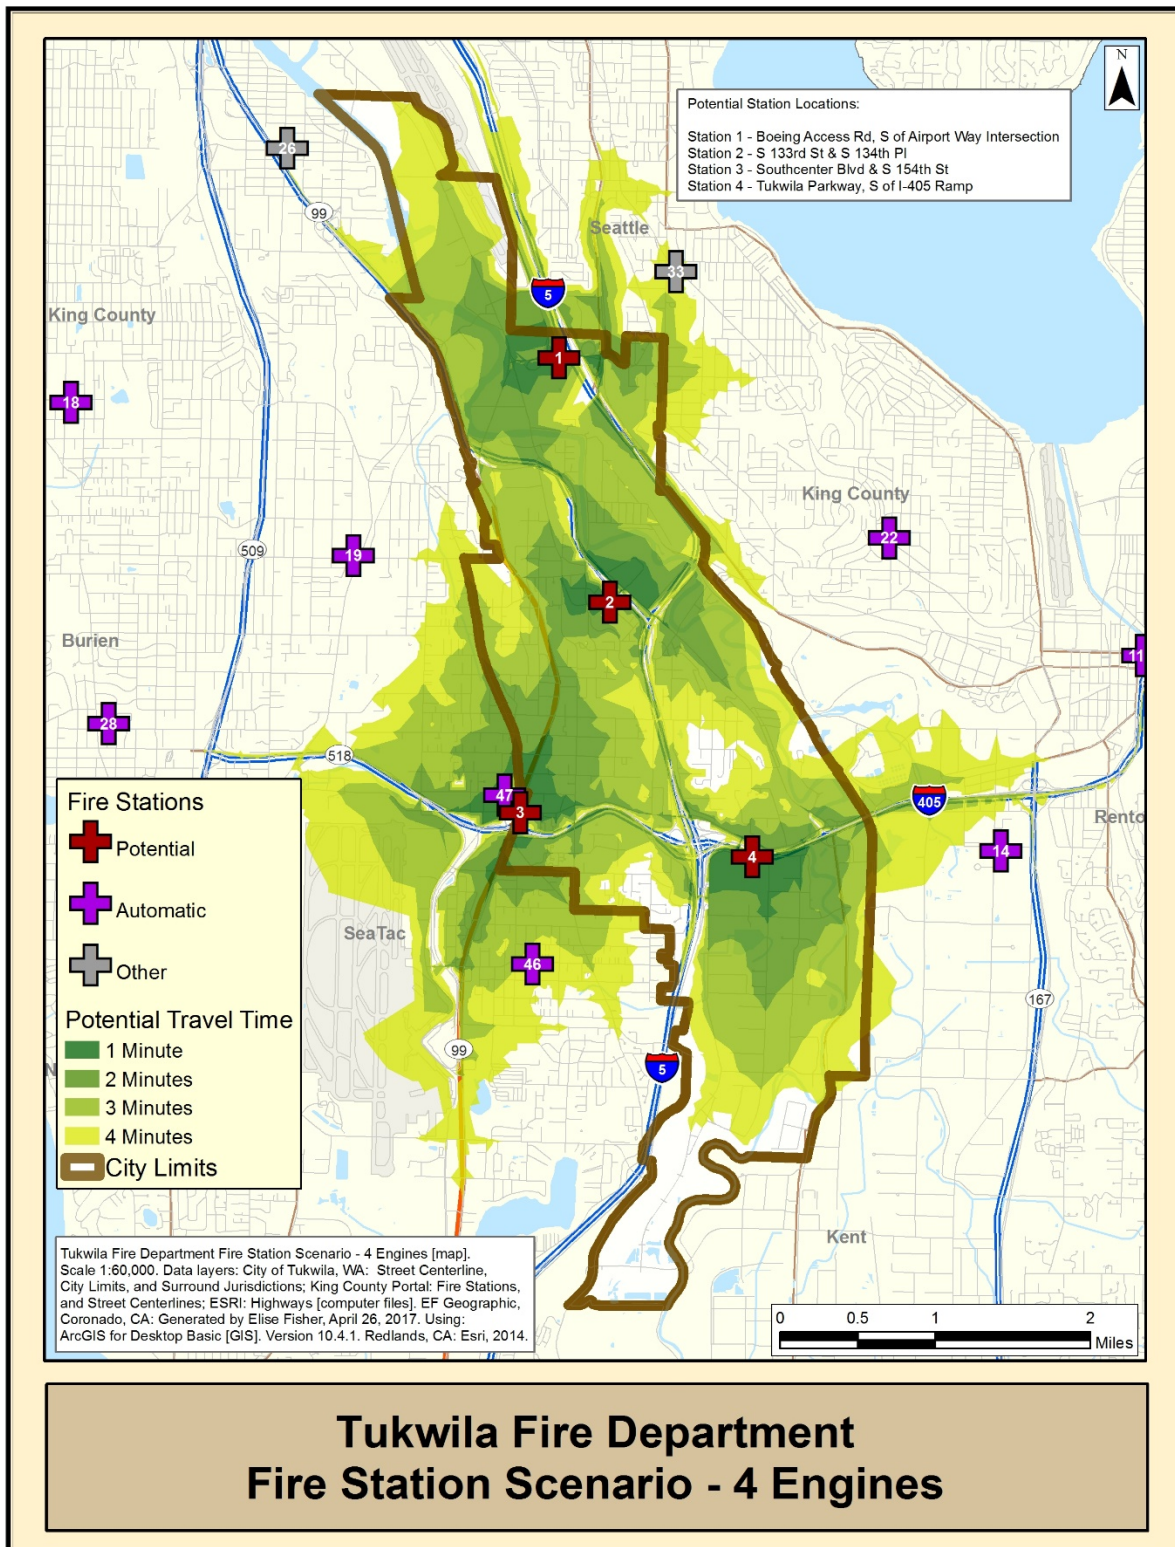 N
Potential Station Locations:
Station 1 - Boeing Access Rd, S of Airport Way Intersection
Station 2 - S 133rd St & S 134th Pl
Station 3 - Southcenter Blvd & S 154th St
Station 4 - Tukwila Parkway, S of I-405 Ramp
26
99
Seattle
33
5
King County
1
18
King County
22
509
19
2
Burien
11
28
518
47
3
405
Rento
4
14
SeaTac
46
167
99
5
Kent
Fire Stations
Potential
Automatic
Other
Potential Travel Time
1 Minute
2 Minutes
3 Minutes
4 Minutes
City Limits
N
Tukwila Fire Department Fire Station Scenario - 4 Engines [map].
Scale 1:60,000. Data layers: City of Tukwila, WA: Street Centerline,
City Limits, and Surround Jurisdictions; King County Portal: Fire Stations,
and Street Centerlines; ESRI: Highways [computer files]. EF Geographic,
Coronado, CA: Generated by Elise Fisher, April 26, 2017. Using:
ArcGIS for Desktop Basic [GIS]. Version 10.4.1. Redlands, CA: Esri, 2014.
0 0.5 1 2
Miles
Tukwila Fire Department
Fire Station Scenario - 4 Engines